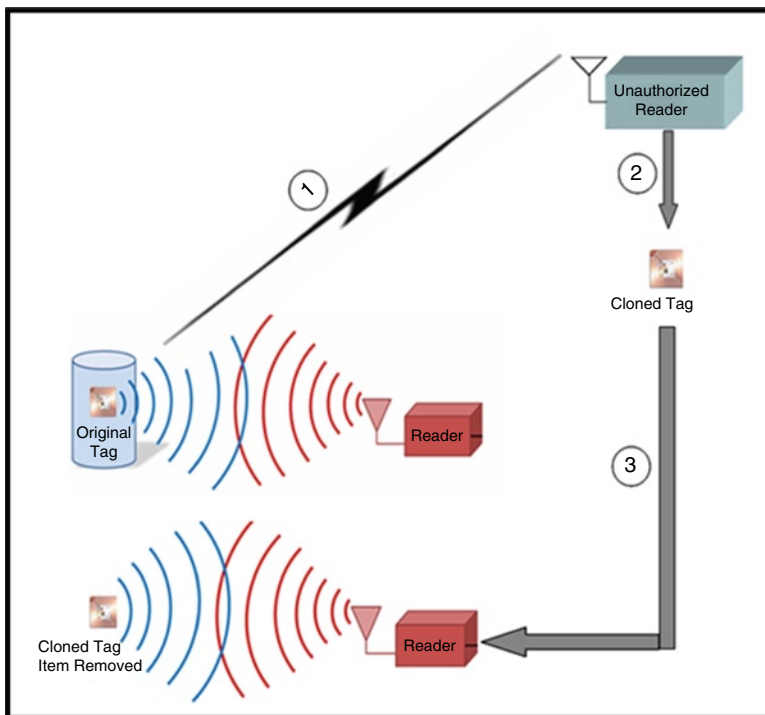 Unauthorized
Reader
1
2
Cloned Tag
Original
Tag
Reader
3
Cloned Tag
Item Removed
Reader